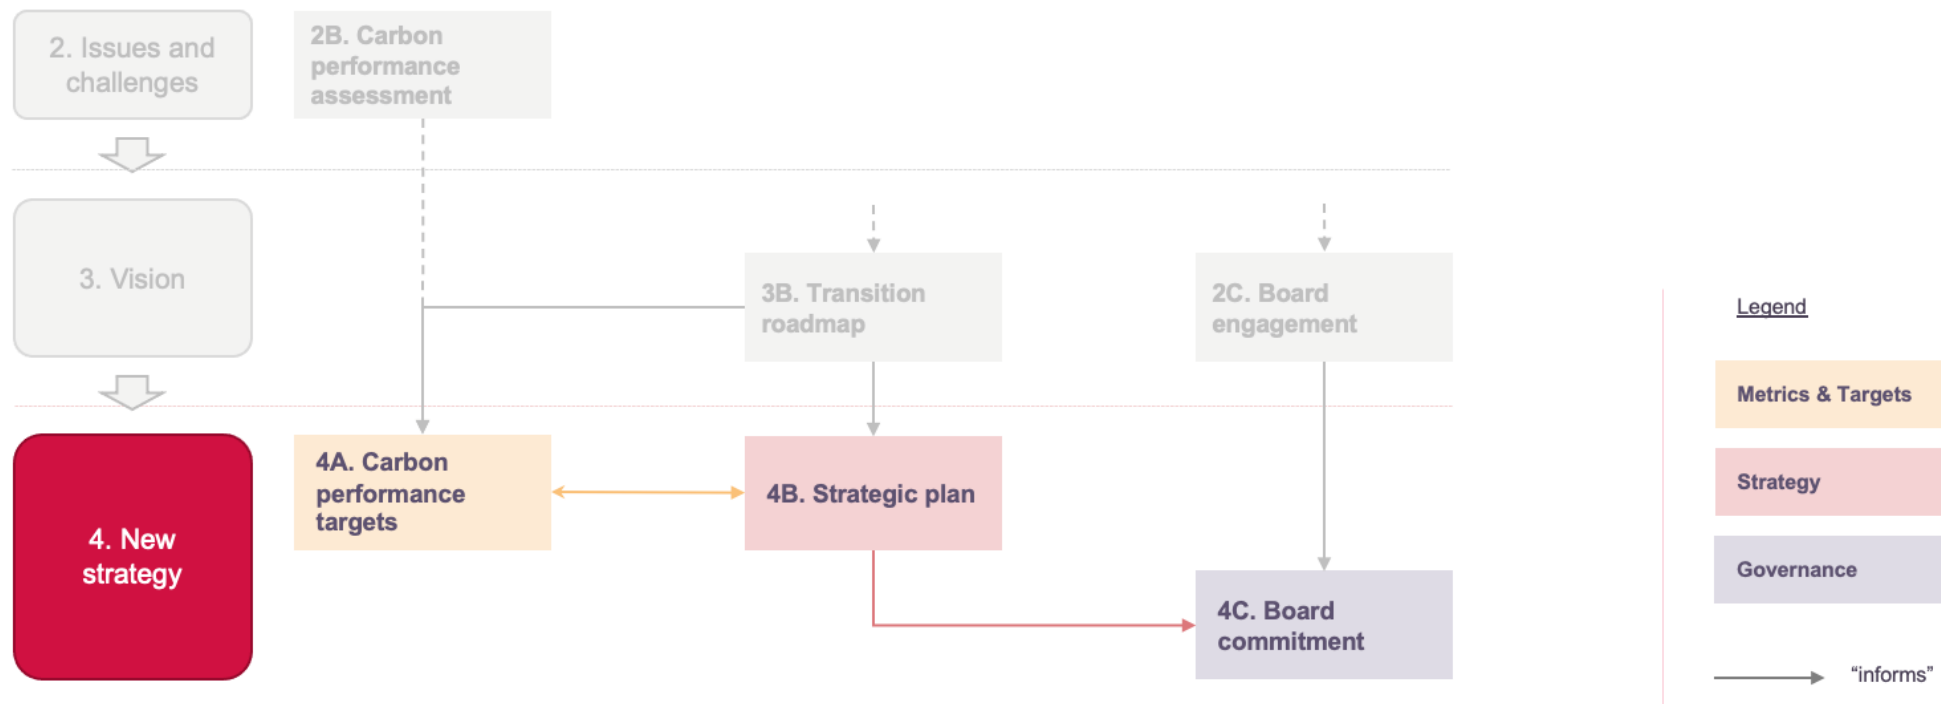 2. Issues and
challenges
2B. Carbon
performance
assessment
3. Vision
3B. Transition
roadmap
2C. Board
engagement
4. New
strategy
4A. Carbon
performance
targets
4B. Strategic plan
4C. Board
commitment
Legend
Metrics & Targets
Strategy
Governance
“informs”